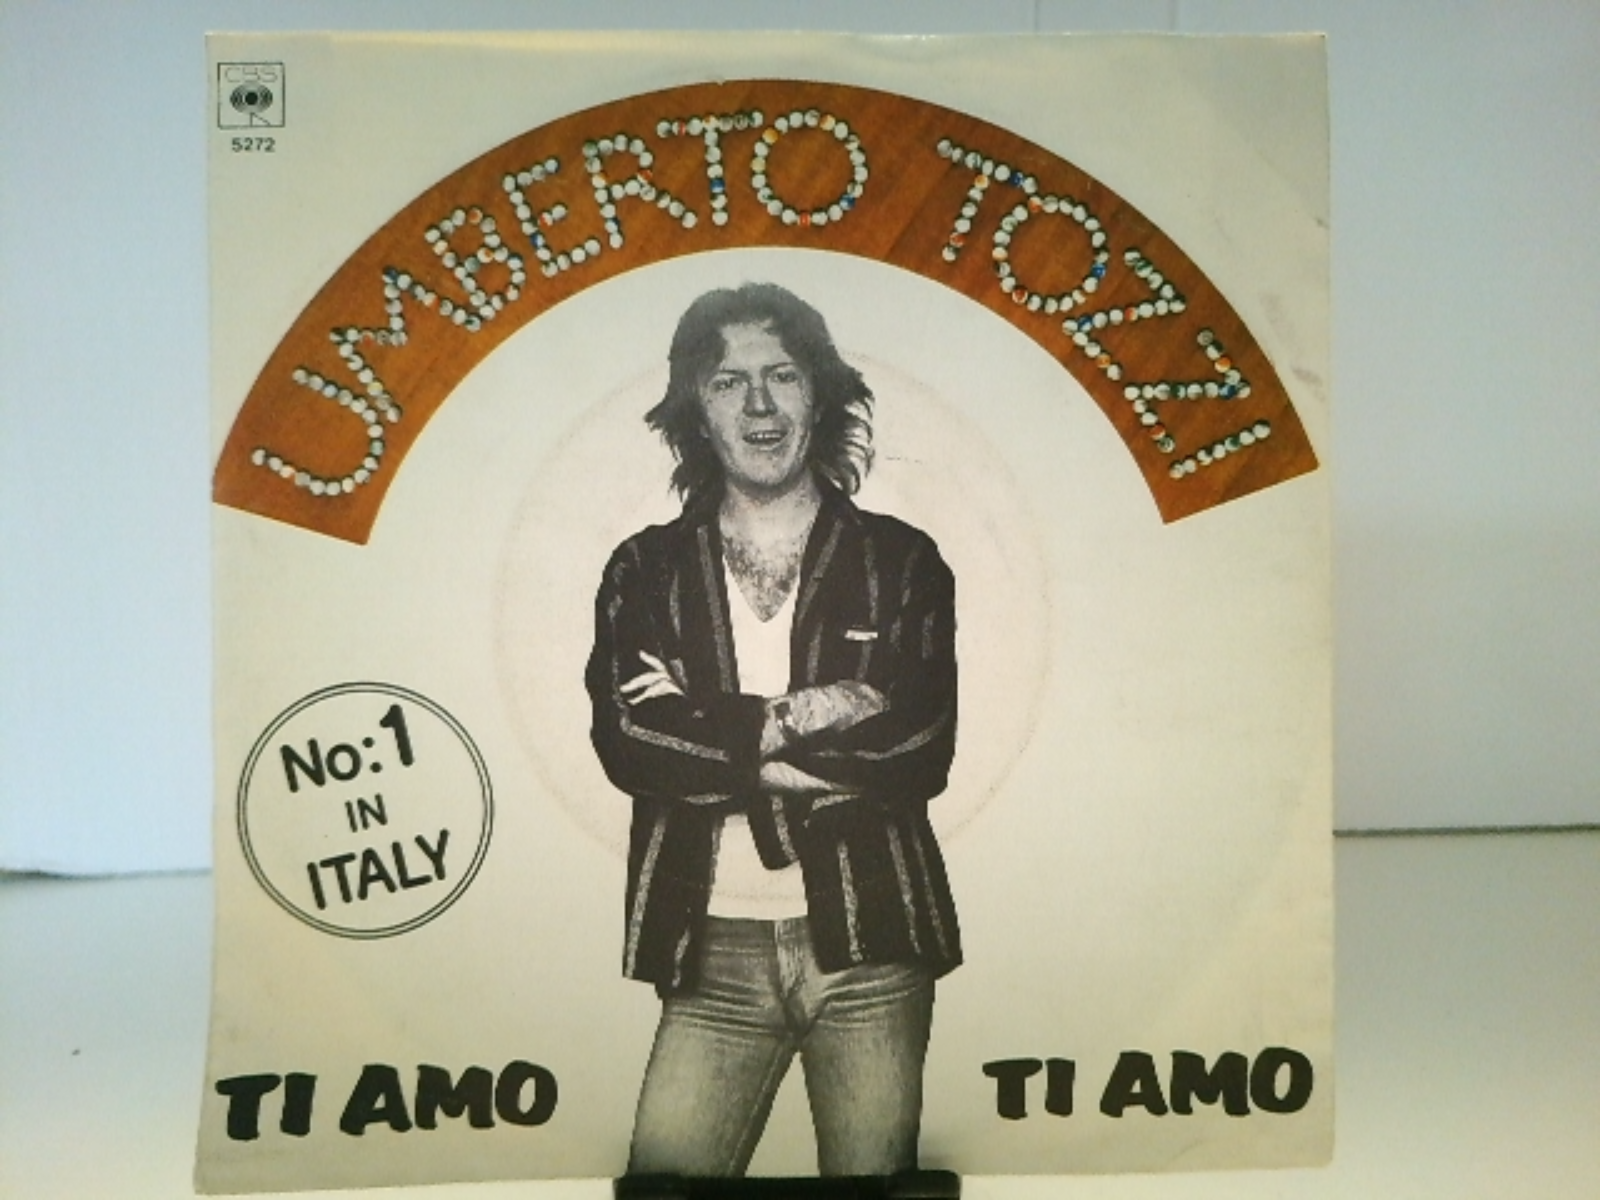 CBS
5272
UMBERTO TOZZI
No:1
IN
ITALY
TI AMO
TI AMO